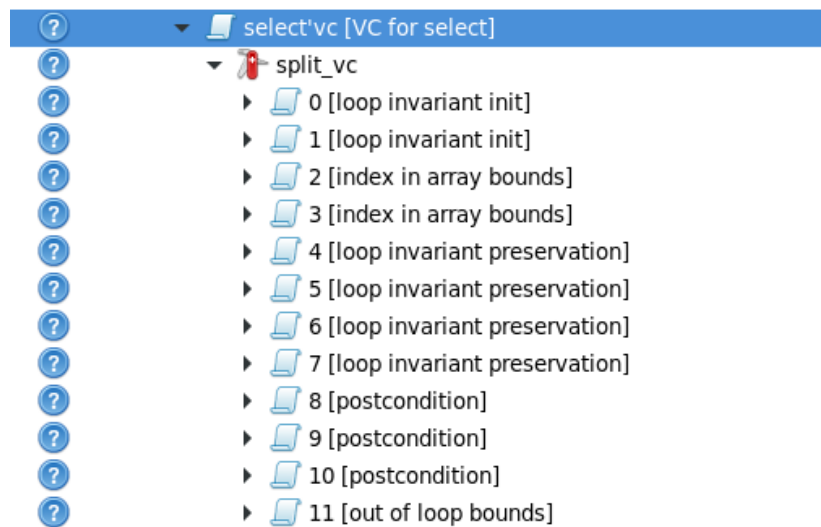 select'vc [VC for select]
split_vc
0 [loop invariant init]
1 [loop invariant init]
2 [index in array bounds]
3 [index in array bounds]
4 [loop invariant preservation]
5 [loop invariant preservation]
6 [loop invariant preservation]
7 [loop invariant preservation]
8 [postcondition]
9 [postcondition]
10 [postcondition]
11 [out of loop bounds]